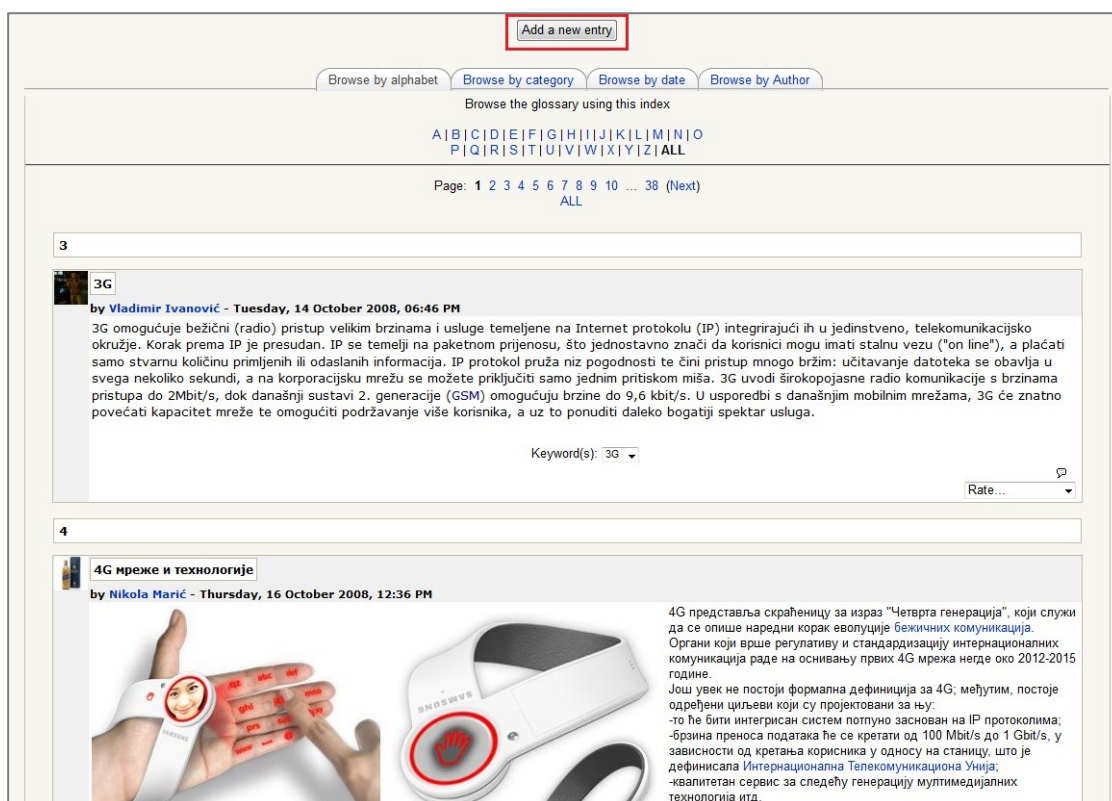 Add a new entry
Browse by alphabet Browse by category Browse by date Browse by Author
Browse the glossary using this index
A | B | C | D | E | F | G | H | I | J | K | L | M | N | O
P | Q | R | S | T | U | V | W | X | Y | Z | ALL
Page: 1 2 3 4 5 6 7 8 9 10 ... 38 (Next)
ALL
3
3G
by Vladimir Ivanović - Tuesday, 14 October 2008, 06:46 PM
3G omogućuje bežični (radio) pristup velikim brzinama i usluge temeljene na Internet protokolu (IP) integrirajući ih u jedinstveno, telekomunikacijsko
okružje. Korak prema IP je presudan. IP se temelji na paketnom prijenosu, što jednostavno znači da korisnici mogu imati stalnu vezu ("on line"), a plaćati
samo stvarnu količinu primljenih ili odaslanih informacija. IP protokol pruža niz pogodnosti te čini pristup mnogo bržim: učitavanje datoteka se obavlja u
svega nekoliko sekundi, a na korporacijsku mrežu se možete priključiti samo jednim pritiskom miša. 3G uvodi širokopojasne radio komunikacije s brzinama
pristupa do 2Mbit/s, dok današnji sustavi 2. generacije (GSM) omogućuju brzine do 9,6 kbit/s. U usporedbi s današnjim mobilnim mrežama, 3G će znatno
povećati kapacitet mreže te omogućiti podržavanje više korisnika, a uz to ponuditi daleko bogatiji spektar usluga.
Keyword(s): 3G
Rate...
4
4G мреже и технологије
by Nikola Marić - Thursday, 16 October 2008, 12:36 PM
4G представља скраћеницу за израз "Четврта генерација", који служи
да се опише наредни корак еволуције бежичних комуникација.
Органи који врше регулативу и стандардизацију интернационалних
комуникација раде на оснивању првих 4G мрежа негде око 2012-2015
године.
Још увек не постоји формална дефиниција за 4G; међутим, постоје
одређени циљеви који су пројектовани за њу:
-то ће бити интегрисан систем потпуно заснован на IP протоколима;
-брзина преноса података ће се кретати од 100 Mbit/s до 1 Gbit/s, у
зависности од кретања корисника у односу на станицу, што је
дефинисала Интернационална Телекомуникациона Унија;
-квалитетан сервис за следећу генерацију мултимедијалних
технологија итд.
abc def
ghi
mno
prs
SAMSUNG
SAMSUNG